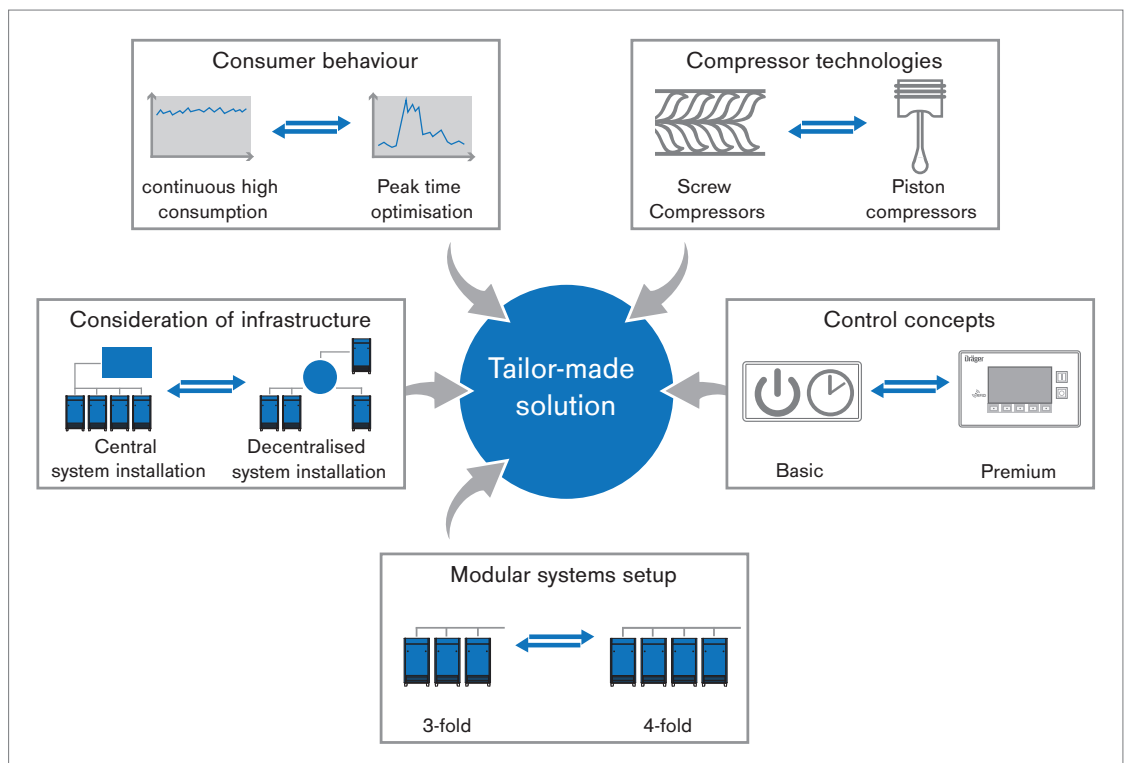 Consumer behaviour
continuous high
consumption
Peak time
optimisation
Compressor technologies
Screw
Compressors
Piston
compressors
Consideration of infrastructure
Central
system installation
Decentralised
system installation
Tailor-made
solution
Control concepts
Dräger
Basic
Premium
Modular systems setup
3-fold
4-fold